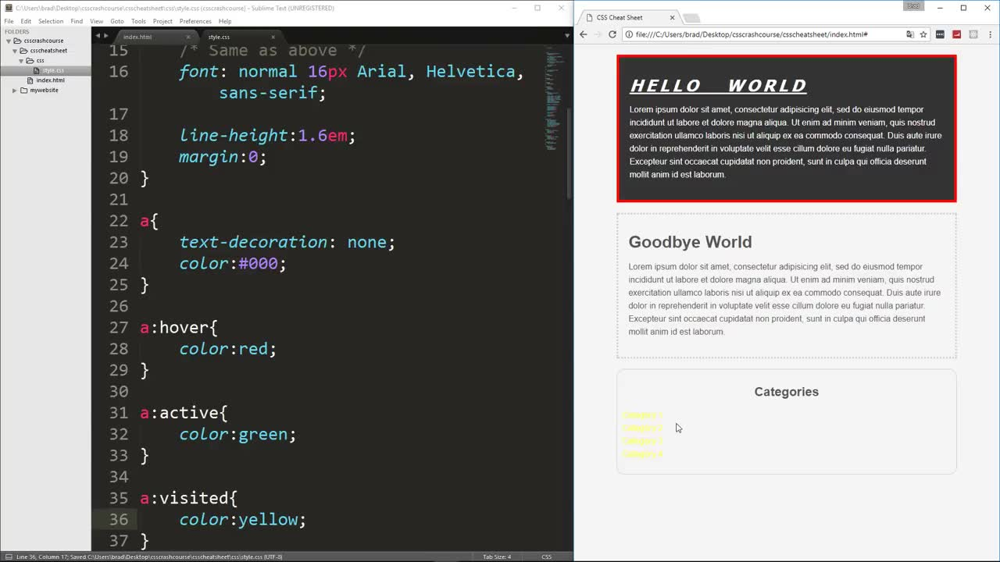 C:\Users\brad\Desktop\csscrashcourse\csscheatsheet\css\style.css (csscrashcourse) - Sublime Text (UNREGISTERED)
File Edit Selection Find View Goto Tools Project Preferences Help
FOLDERS
csscrashcourse
csscheatsheet
css
style.css
index.html
mywebsite
index.html
style.css
15 /* Same as above */
16 font: normal 16px Arial, Helvetica,
sans-serif;
17
18 line-height:1.6em;
19 margin:0;
20 }
21
22 a{
23 text-decoration: none;
24 color:#000;
25 }
26
27 a:hover{
28 color:red;
29 }
30
31 a:active{
32 color:green;
33 }
34
35 a:visited{
36 color:yellow;
37 }
Line 36, Column 17; Saved C:\Users\brad\Desktop\csscrashcourse\csscheatsheet\css\style.css (UTF-8)
Tab Size: 4
CSS
Brad
CSS Cheat Sheet
file:///C:/Users/brad/Desktop/csscrashcourse/csscheatsheet/index.html#
HELLO WORLD
Lorem ipsum dolor sit amet, consectetur adipisicing elit, sed do eiusmod tempor
incididunt ut labore et dolore magna aliqua. Ut enim ad minim veniam, quis nostrud
exercitation ullamco laboris nisi ut aliquip ex ea commodo consequat. Duis aute irure
dolor in reprehenderit in voluptate velit esse cillum dolore eu fugiat nulla pariatur.
Excepteur sint occaecat cupidatat non proident, sunt in culpa qui officia deserunt
mollit anim id est laborum.
Goodbye World
Lorem ipsum dolor sit amet, consectetur adipisicing elit, sed do eiusmod tempor
incididunt ut labore et dolore magna aliqua. Ut enim ad minim veniam, quis nostrud
exercitation ullamco laboris nisi ut aliquip ex ea commodo consequat. Duis aute irure
dolor in reprehenderit in voluptate velit esse cillum dolore eu fugiat nulla pariatur.
Excepteur sint occaecat cupidatat non proident, sunt in culpa qui officia deserunt
mollit anim id est laborum.
Categories
Category 1
Category 2
Category 3
Category 4